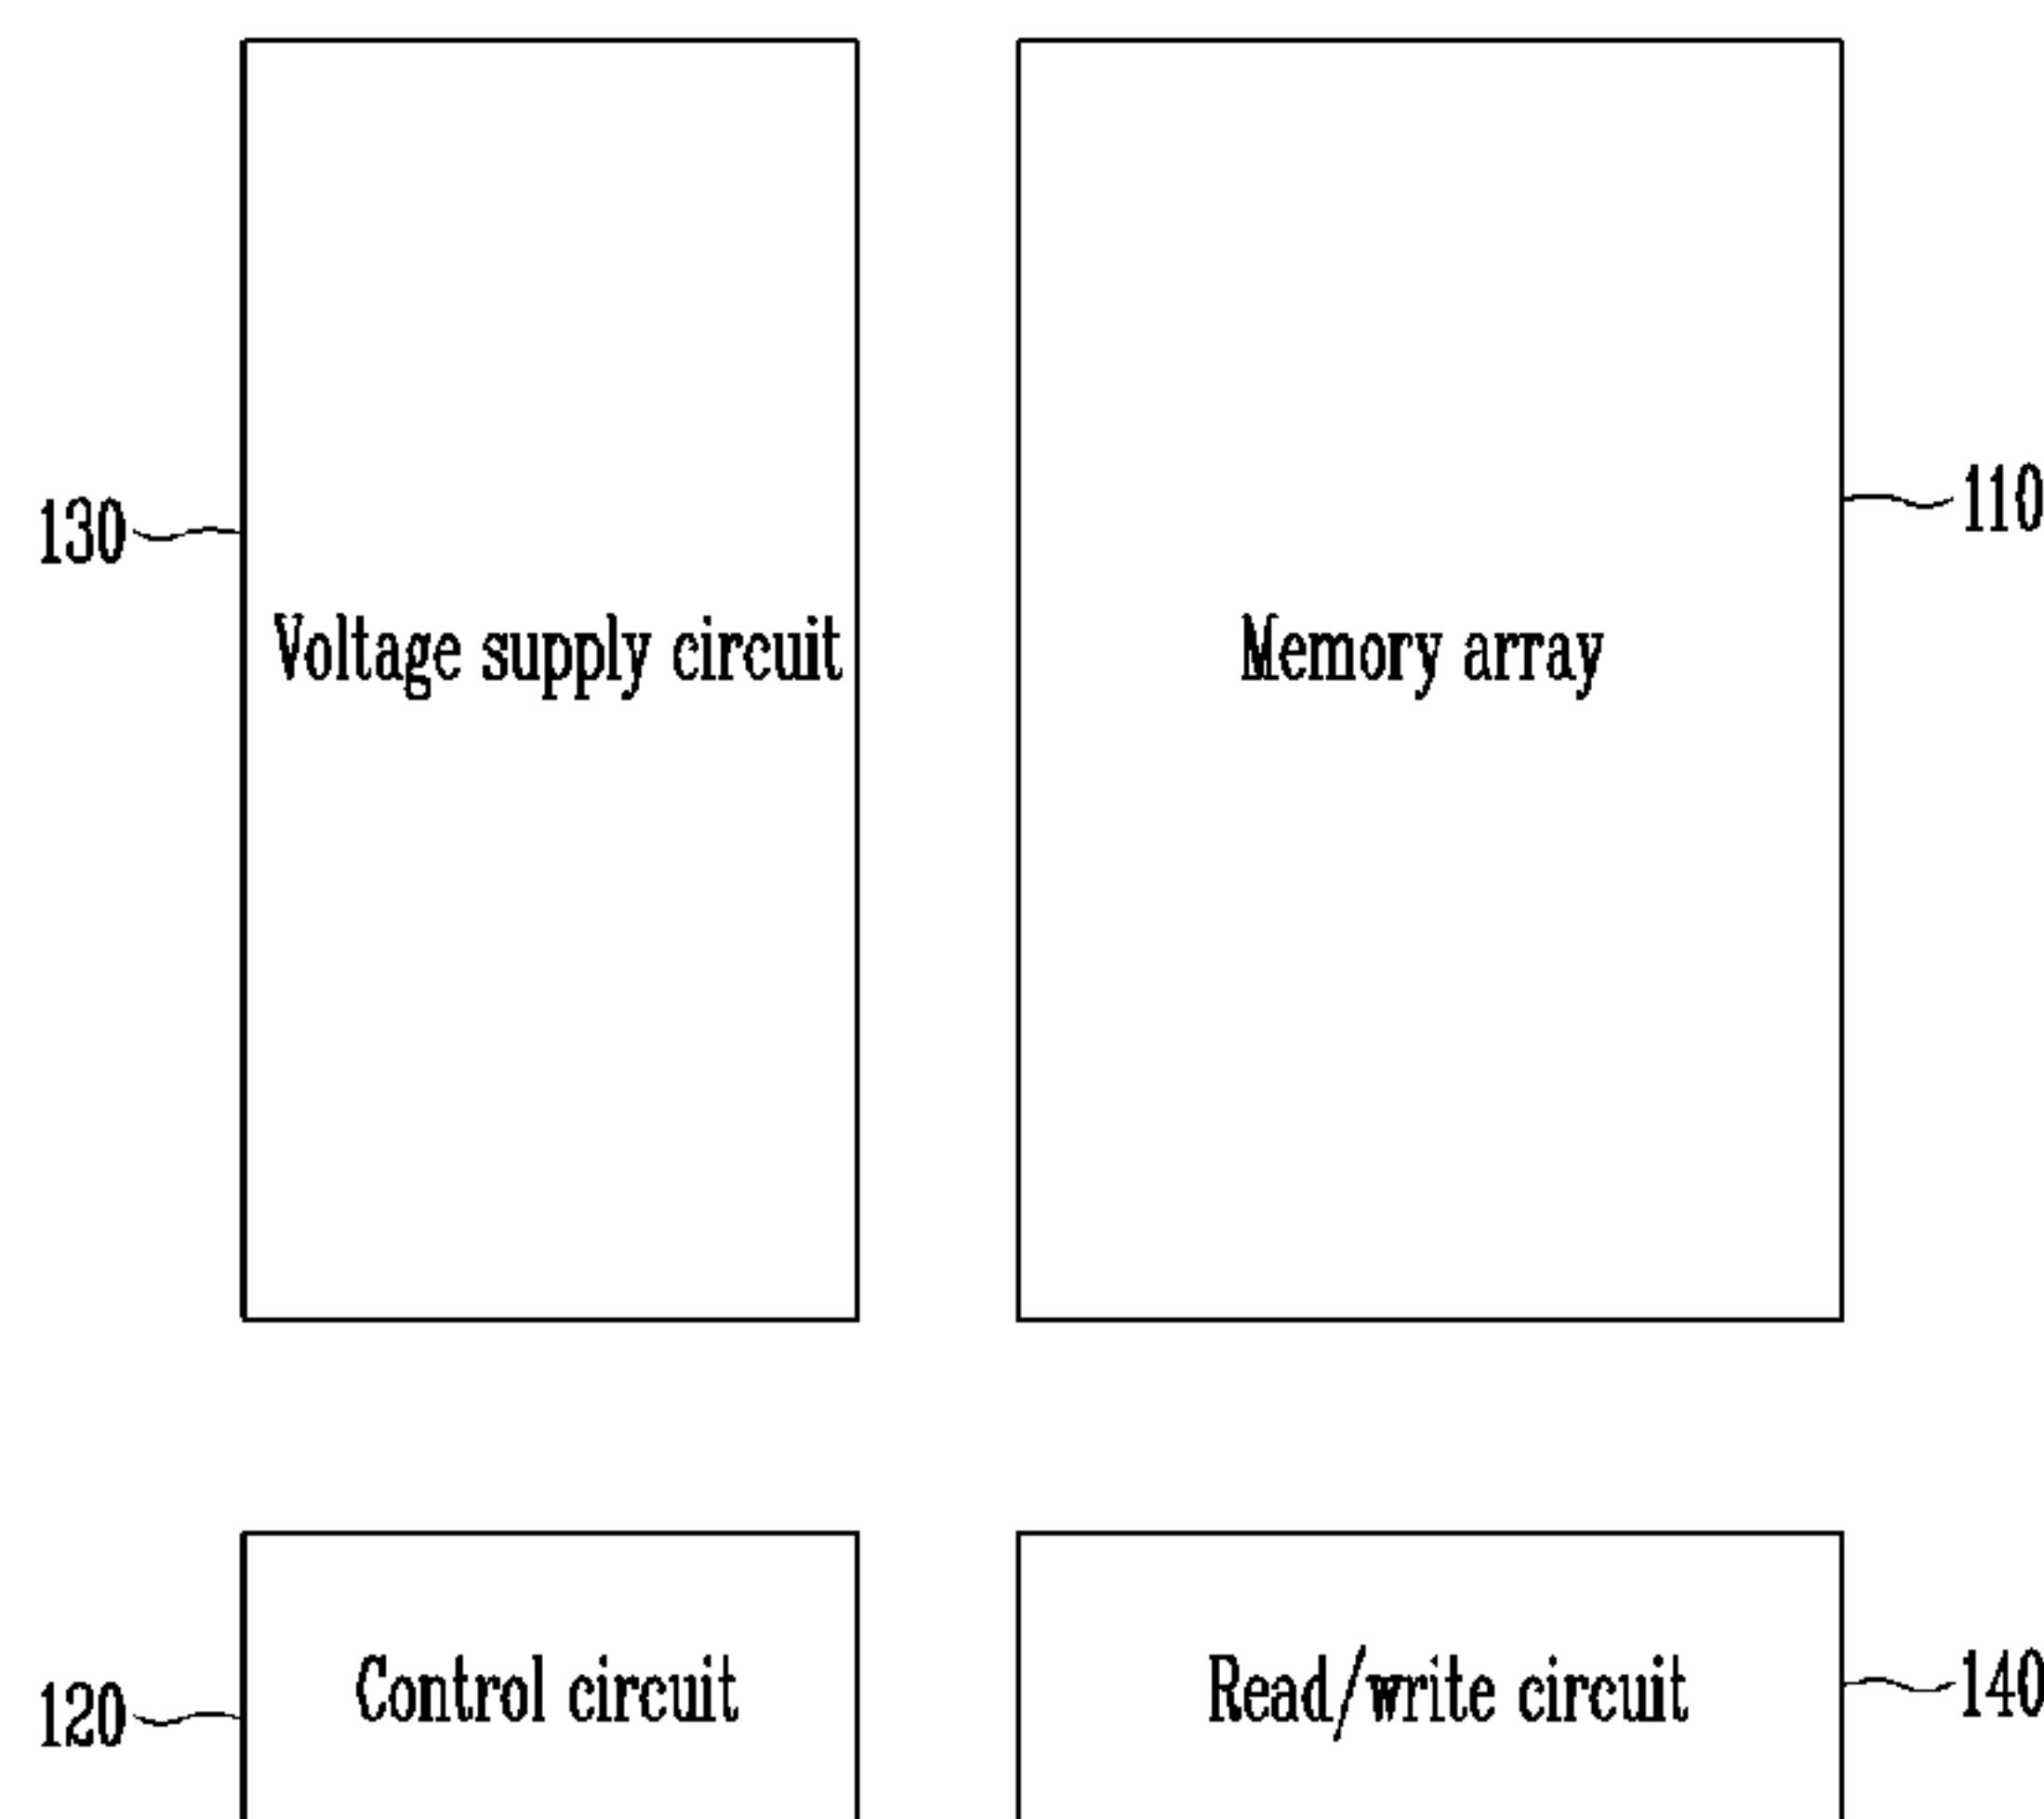 130
110
Voltage supply circuit
Memory array
Control circuit
Read/write circuit
120
140